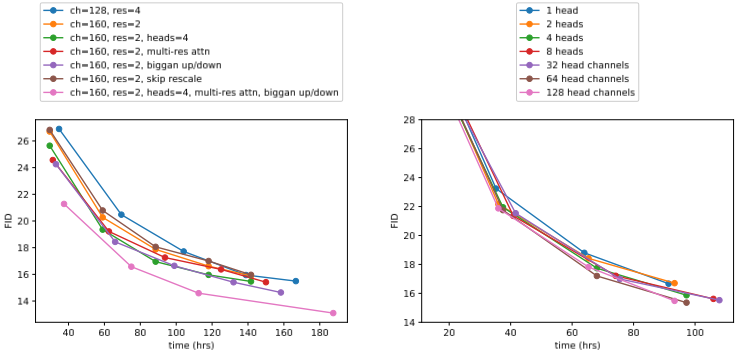 ch=128, res=4
ch=160, res=2
ch=160, res=2, heads=4
ch=160, res=2, multi-res attn
ch=160, res=2, biggan up/down
ch=160, res=2, skip rescale
ch=160, res=2, heads=4, multi-res attn, biggan up/down
26
24
22
20
18
16
14
FID
40 60 80 100 120 140 160 180
time (hrs)
1 head
2 heads
4 heads
8 heads
32 head channels
64 head channels
128 head channels
28
26
24
22
20
18
16
14
FID
20 40 60 80 100
time (hrs)